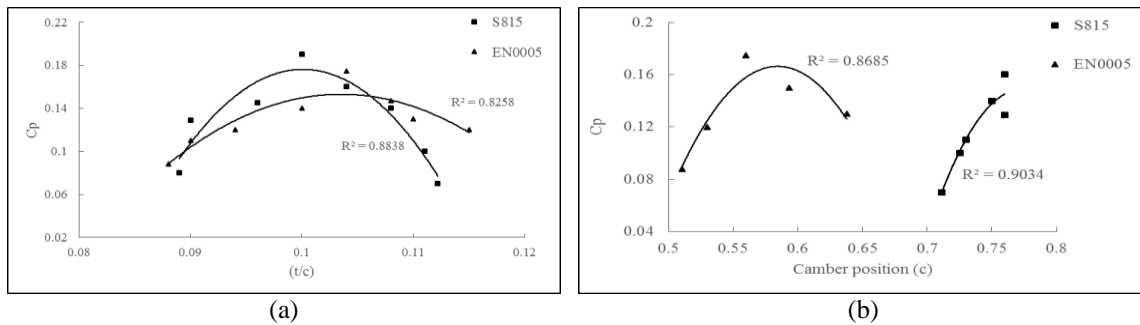 0.22
0.18
0.14
0.1
0.06
0.02
Cp
S815
EN0005
R² = 0.8258
R² = 0.8838
0.08 0.09 0.1 0.11 0.12
(t/c)
(a)
0.2
0.16
0.12
0.08
0.04
Cp
S815
EN0005
R² = 0.8685
R² = 0.9034
0.5 0.55 0.6 0.65 0.7 0.75 0.8
Camber position (c)
(b)